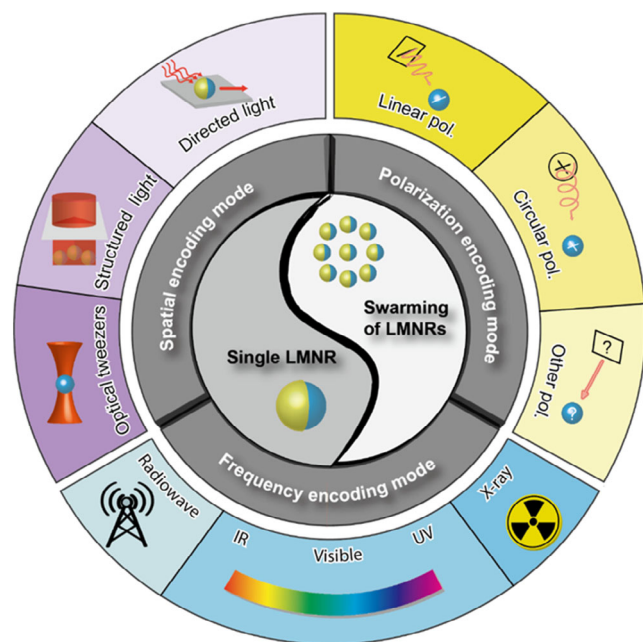 Directed light
Linear pol.
Structured light
Circular pol.
Optical tweezers
Other pol.
Spatial encoding mode
Polarization encoding mode
Swarming
of LMNRs
Single LMNR
Frequency encoding mode
Radiowave
IR
Visible
UV
X-ray
?
?